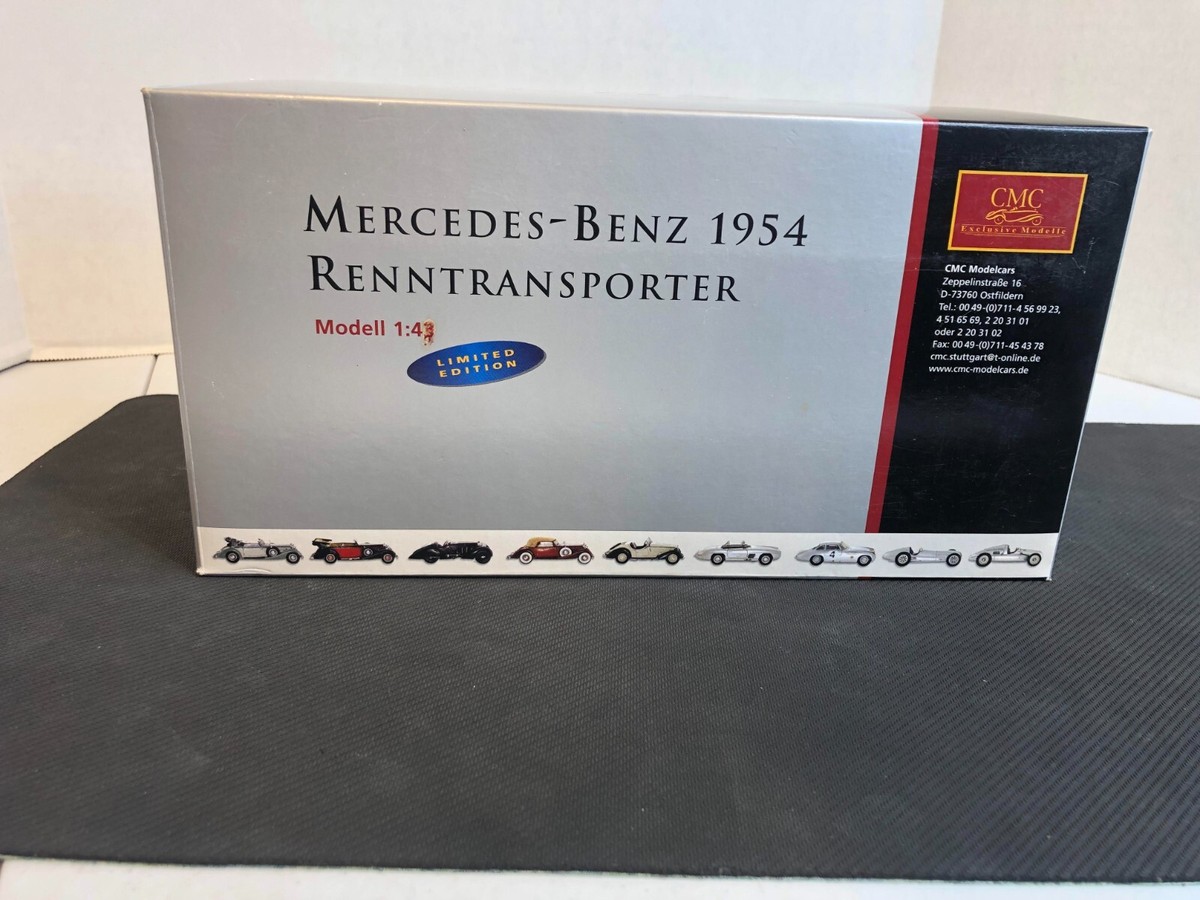 MERCEDES-BENZ 1954
RENNTRANSPORTER
Modell 1:43
LIMITED
EDITION
CMC
Exclusive Modelle
CMC Modelcars
Zeppelinstraße 16
D-73760 Ostfildern
Tel.: 00 49-(0)711-4 56 99 23,
4 51 65 69, 2 20 31 01
oder 2 20 31 02
Fax: 00 49-(0)711-45 43 78
cmc.stuttgart@t-online.de
www.cmc-modelcars.de
4